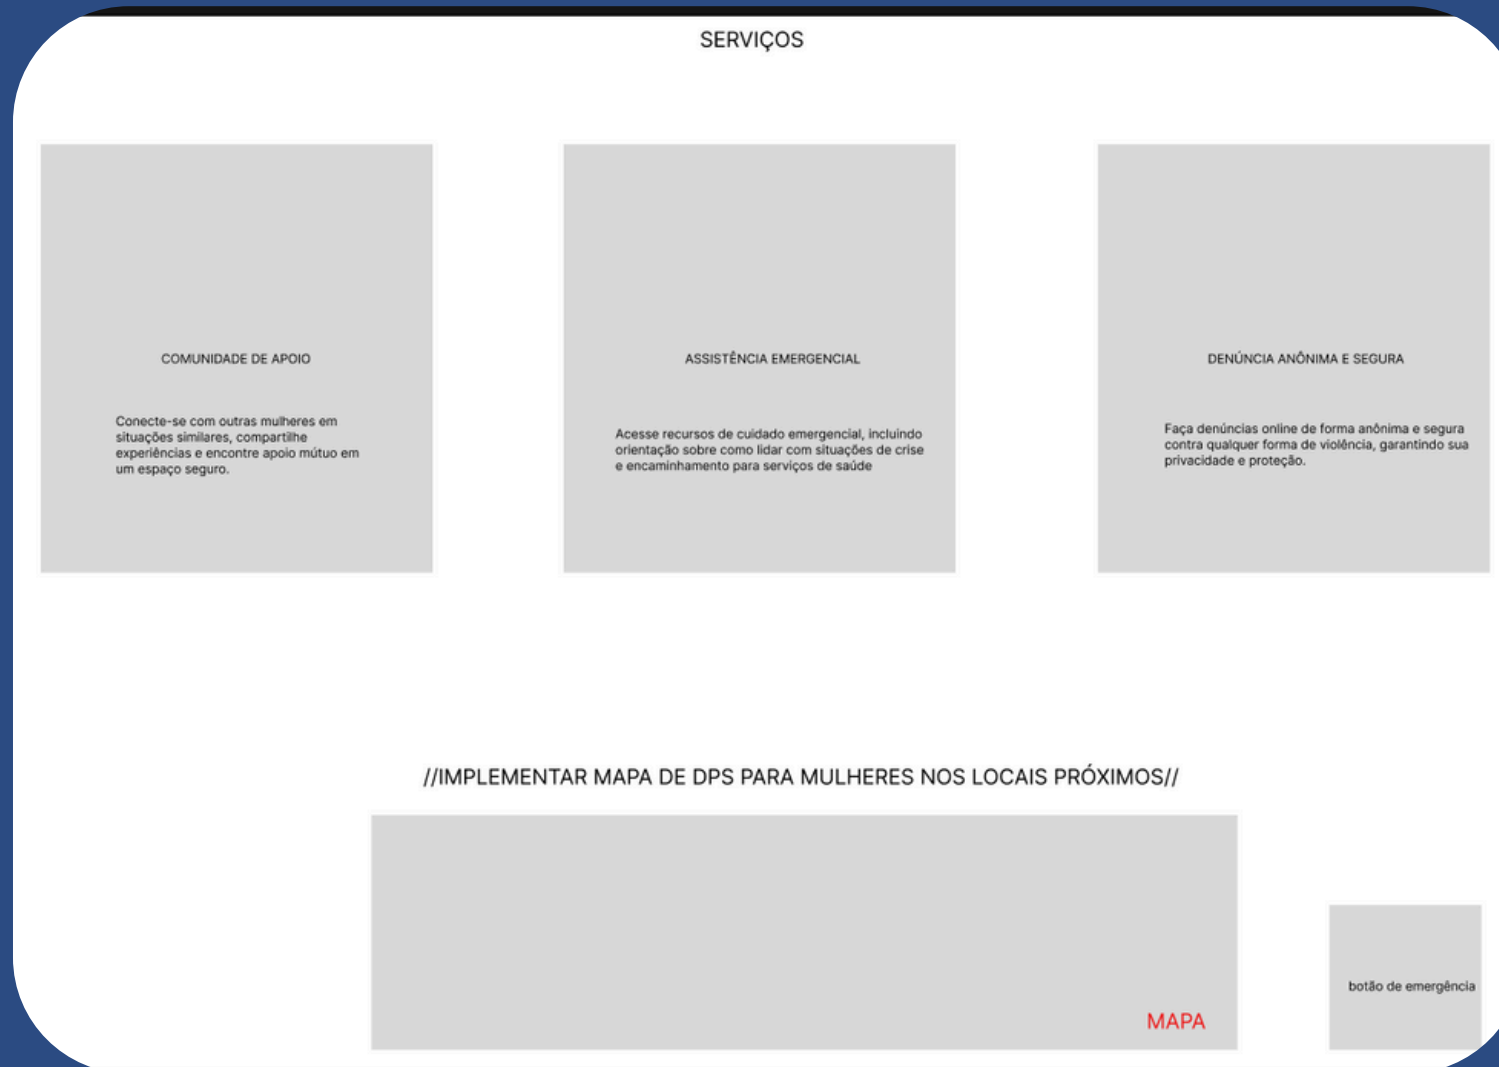 SERVIÇOS
COMUNIDADE DE APOIO
Conecte-se com outras mulheres em
situações similares, compartilhe
experiências e encontre apoio mútuo em
um espaço seguro.
ASSISTÊNCIA EMERGENCIAL
Acesse recursos de cuidado emergencial, incluindo
orientação sobre como lidar com situações de crise
e encaminhamento para serviços de saúde
DENÚNCIA ANÔNIMA E SEGURA
Faça denúncias online de forma anônima e segura
contra qualquer forma de violência, garantindo sua
privacidade e proteção.
//IMPLEMENTAR MAPA DE DPS PARA MULHERES NOS LOCAIS PRÓXIMOS//
MAPA
botão de emergência